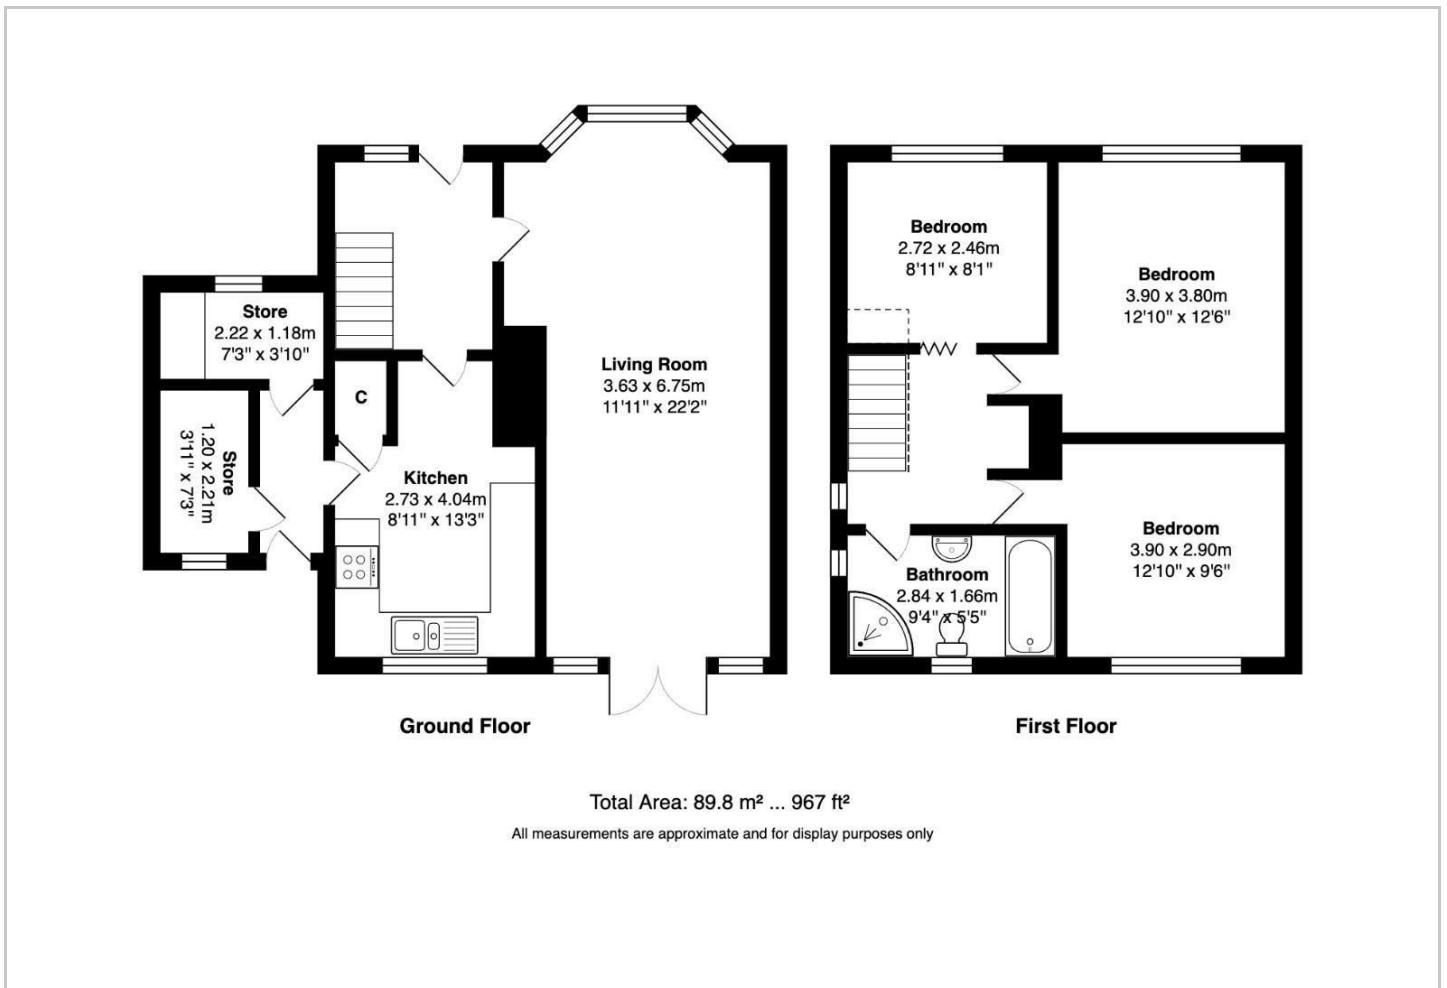 Store
2.22 x 1.18m
7'3" x 3'10"
Store
1.20 x 2.21m
3'11" x 7'3"
C
Kitchen
2.73 x 4.04m
8'11" x 13'3"
Living Room
3.63 x 6.75m
11'11" x 22'2"
Ground Floor
Bedroom
2.72 x 2.46m
8'11" x 8'1"
Bedroom
3.90 x 3.80m
12'10" x 12'6"
Bedroom
3.90 x 2.90m
12'10" x 9'6"
Bathroom
2.84 x 1.66m
9'4" x 5'5"
First Floor
Total Area: 89.8 m² ... 967 ft²
All measurements are approximate and for display purposes only